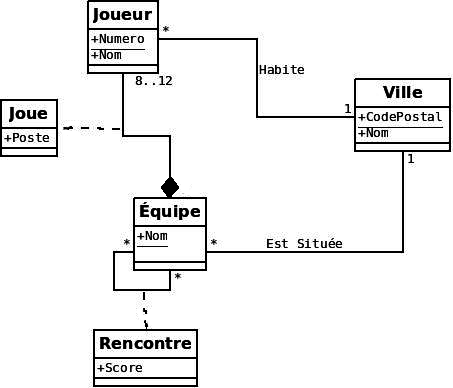 Joueur
+Numero
+Nom
*
8..12
Habite
1
Ville
+CodePostal
+Nom
1
Joue
+Poste
Équipe
+Nom
*
*
*
Est Située
Rencontre
+Score